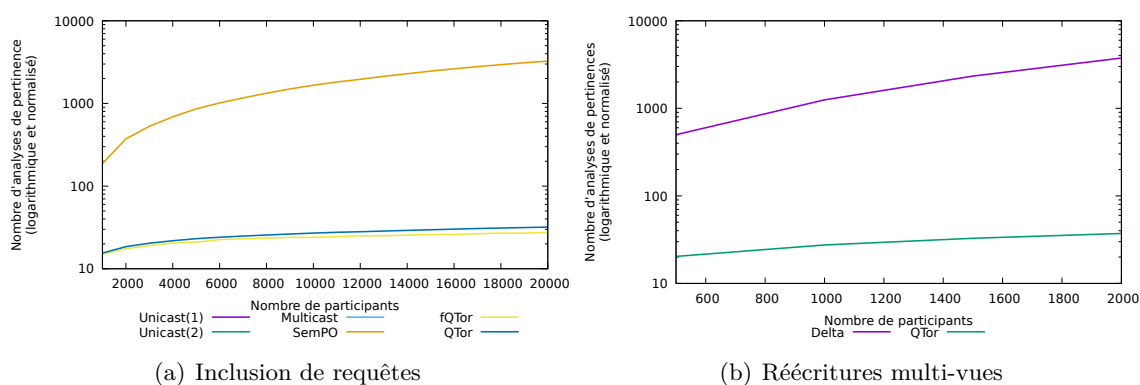 Nombre d'analyses de pertinence
(logarithmique et normalisé)
10000
1000
100
10
2000 4000 6000 8000 10000 12000 14000 16000 18000 20000
Nombre de participants
Unicast(1) Multicast fQTor
Unicast(2) SemPO QTor
(a) Inclusion de requêtes
Nombre d'analyses de pertinences
(logarithmique et normalisé)
10000
1000
100
10
600 800 1000 1200 1400 1600 1800 2000
Nombre de participants
Delta QTor
(b) Réécritures multi-vues